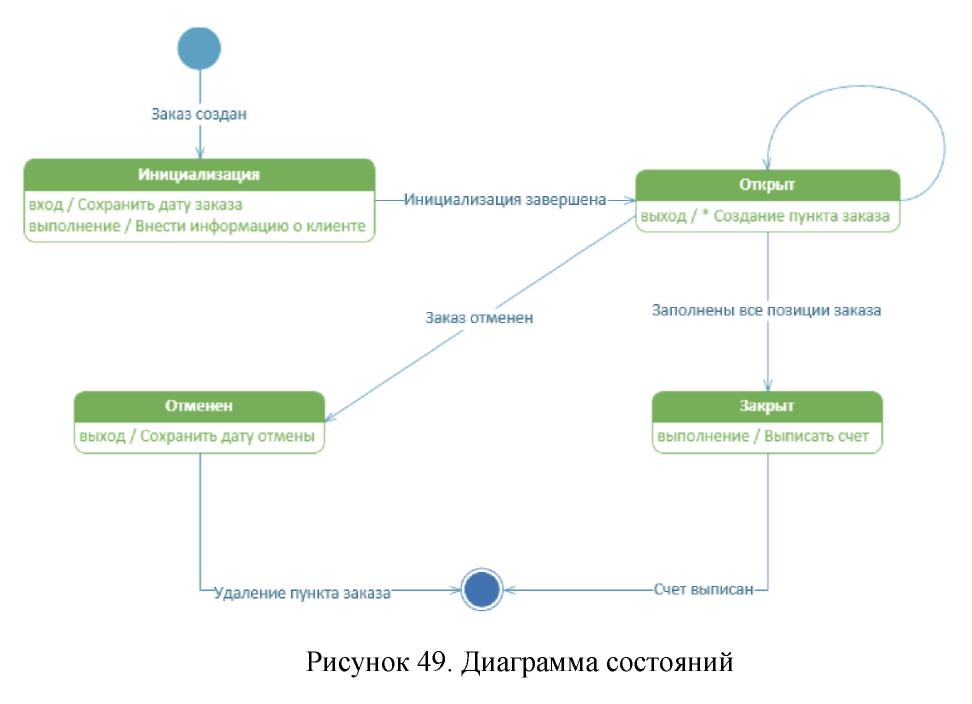 Заказ создан
Инициализация
вход / Сохранить дату заказа
выполнение / Внести информацию о клиенте
Инициализация завершена
Открыт
выход / * Создание пункта заказа
Заказ отменен
Заполнены все позиции заказа
Отменен
выход / Сохранить дату отмены
Закрыт
выполнение / Выписать счет
Удаление пункта заказа
Счет выписан
Рисунок 49. Диаграмма состояний